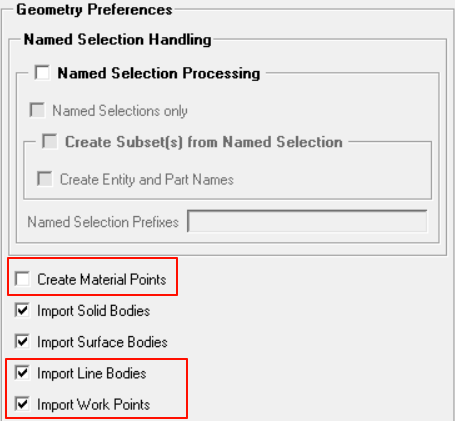 Geometry Preferences
Named Selection Handling
Named Selection Processing
Named Selections only
Create Subset(s) from Named Selection
Create Entity and Part Names
Named Selection Prefixes
Create Material Points
Import Solid Bodies
Import Surface Bodies
Import Line Bodies
Import Work Points